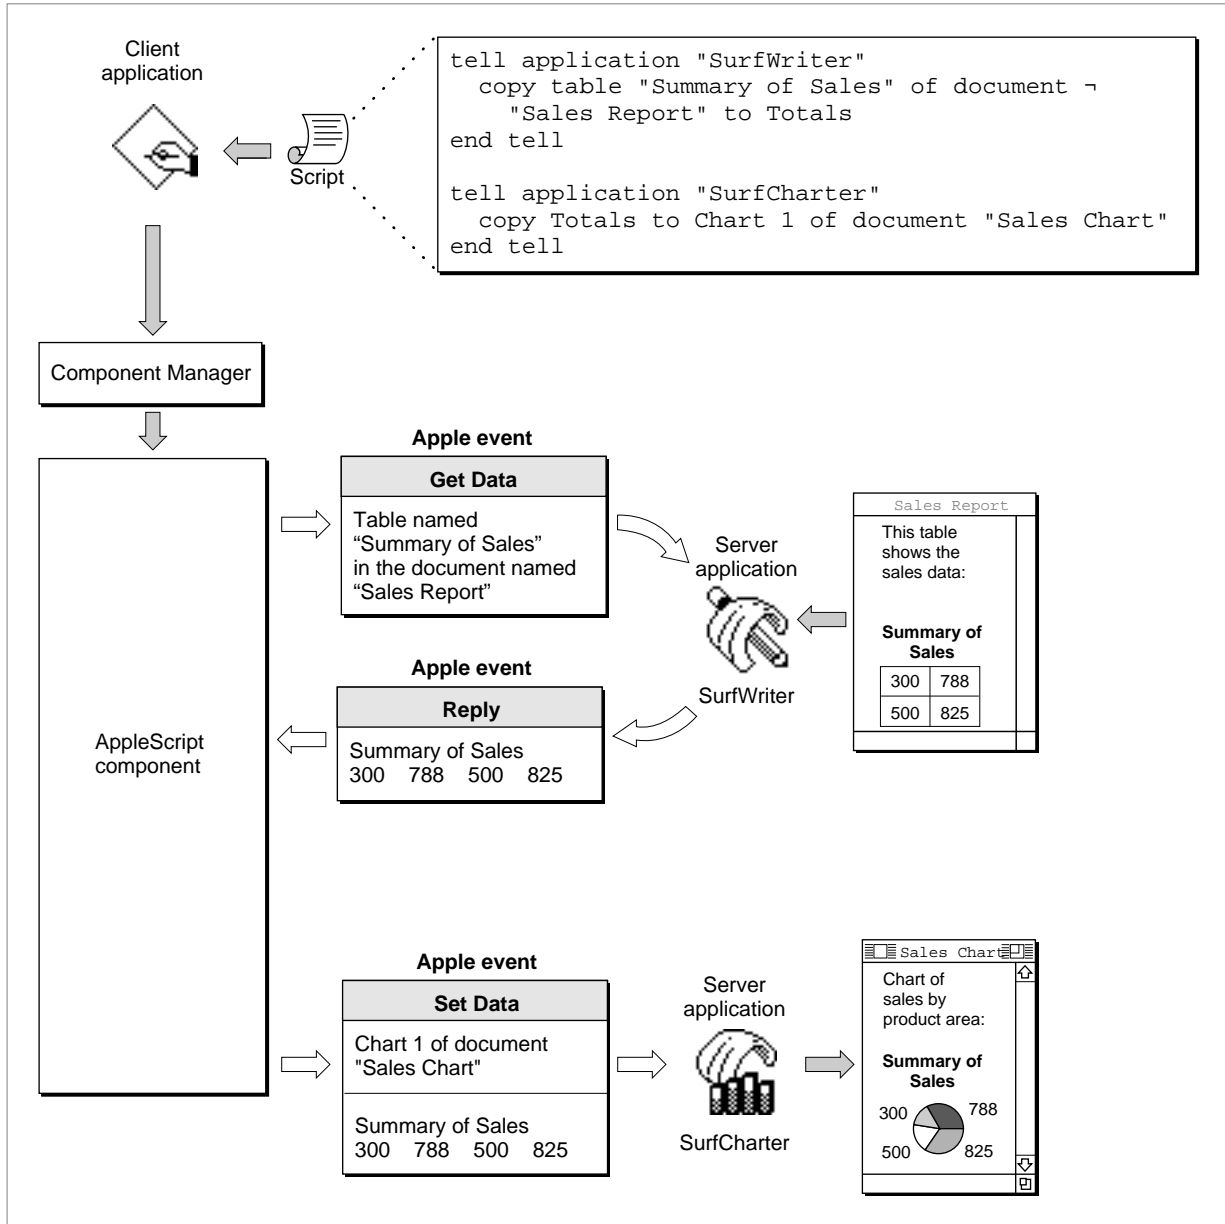 Client
application
Script
tell application "SurfWriter"
copy table "Summary of Sales" of document ¬
"Sales Report" to Totals
end tell
tell application "SurfCharter"
copy Totals to Chart 1 of document "Sales Chart"
end tell
Component Manager
AppleScript
component
Apple event
Get Data
Table named
“Summary of Sales”
in the document named
“Sales Report”
Server
application
SurfWriter
Sales Report
This table
shows the
sales data:
Summary of
Sales
300 788
500 825
Apple event
Reply
Summary of Sales
300 788 500 825
Apple event
Set Data
Chart 1 of document
"Sales Chart"
Summary of Sales
300 788 500 825
Server
application
SurfCharter
Sales Chart
Chart of
sales by
product area:
Summary of
Sales
300 788
500 825